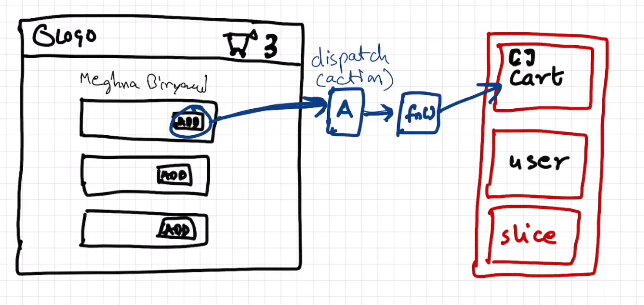 LOGO
3
Meghna Biryani
ADD
ADD
ADD
dispatch
(action)
A
fn()
[]
cart
user
slice